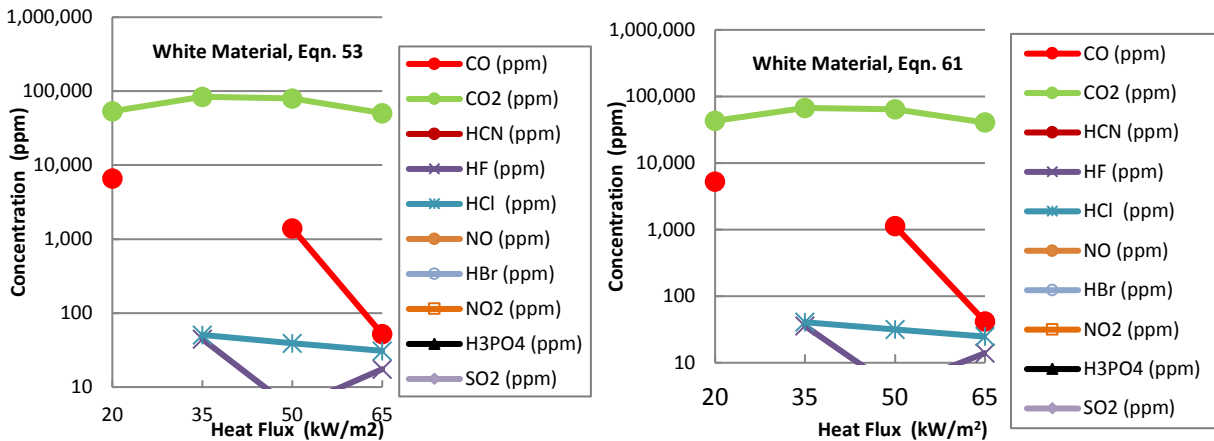 White Material, Eqn. 53
Concentration (ppm)
1,000,000
100,000
10,000
1,000
100
10
20 35 50 65
Heat Flux (kW/m2)
CO (ppm)
CO2 (ppm)
HCN (ppm)
HF (ppm)
HCl (ppm)
NO (ppm)
HBr (ppm)
NO2 (ppm)
H3PO4 (ppm)
SO2 (ppm)
White Material, Eqn. 61
Concentration (ppm)
1,000,000
100,000
10,000
1,000
100
10
20 35 50 65
Heat Flux (kW/m²)
CO (ppm)
CO2 (ppm)
HCN (ppm)
HF (ppm)
HCl (ppm)
NO (ppm)
HBr (ppm)
NO2 (ppm)
H3PO4 (ppm)
SO2 (ppm)